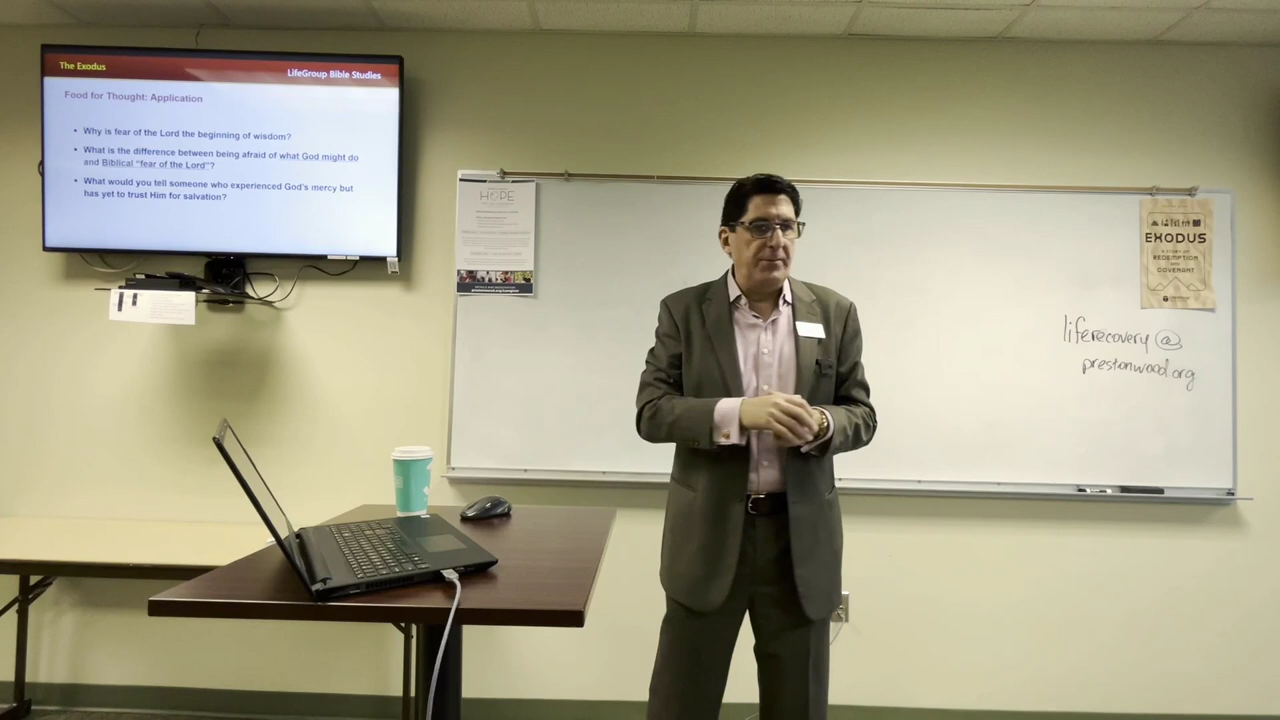 The Exodus
LifeGroup Bible Studies
Food for Thought: Application
• Why is fear of the Lord the beginning of wisdom?
• What is the difference between being afraid of what God might do
and Biblical "fear of the Lord"?
• What would you tell someone who experienced God's mercy but
has yet to trust Him for salvation?
HOPE
EXODUS
A STORY OF
REDEMPTION
AND
COVENANT
liferecovery@
prestonwood.org